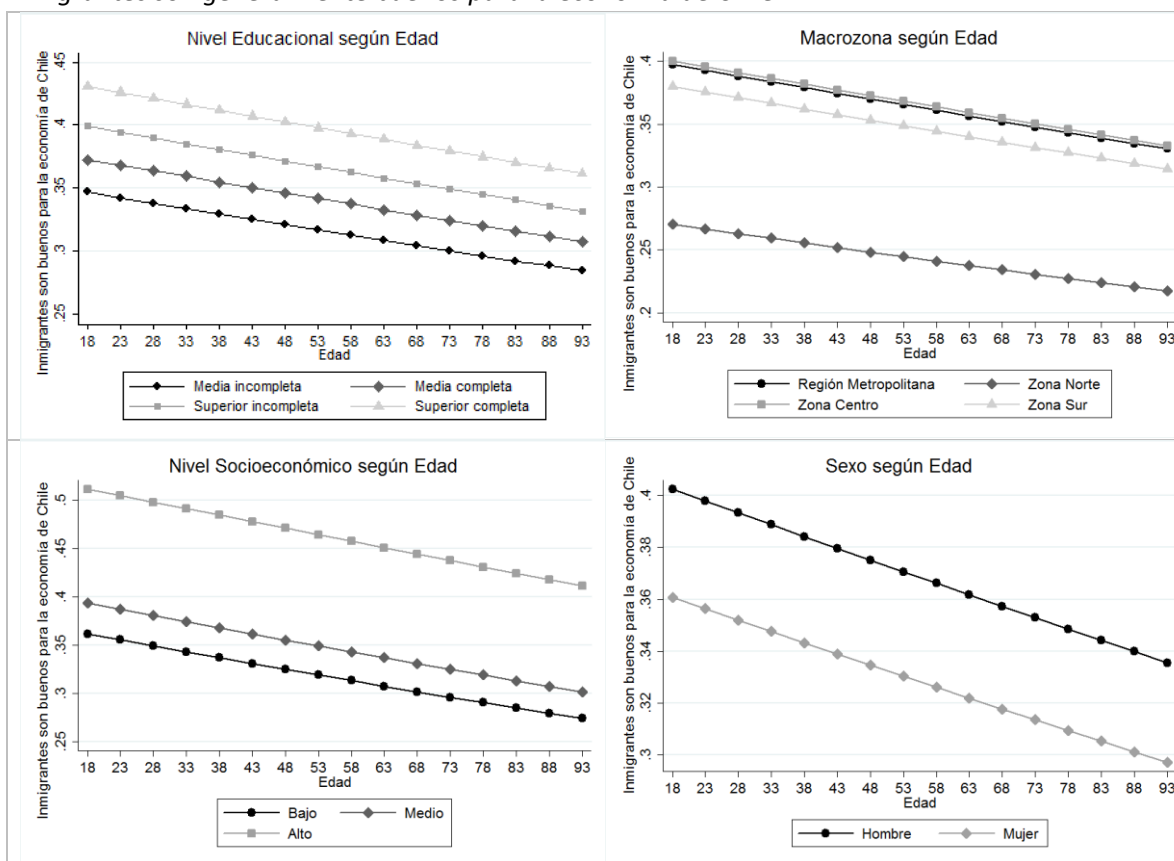 Nivel Educacional según Edad
Inmigrantes son buenos para la economía de Chile
.45
.4
.35
.3
.25
18 23 28 33 38 43 48 53 58 63 68 73 78 83 88 93
Edad
Media incompleta Media completa
Superior incompleta Superior completa
Macrozona según Edad
Inmigrantes son buenos para la economía de Chile
.4
.35
.3
.25
.2
18 23 28 33 38 43 48 53 58 63 68 73 78 83 88 93
Edad
Región Metropolitana Zona Norte
Zona Centro Zona Sur
Nivel Socioeconómico según Edad
Inmigrantes son buenos para la economía de Chile
.5
.45
.4
.35
.3
.25
18 23 28 33 38 43 48 53 58 63 68 73 78 83 88 93
Edad
Bajo Medio
Alto
Sexo según Edad
Inmigrantes son buenos para la economía de Chile
.4
.38
.36
.34
.32
.3
18 23 28 33 38 43 48 53 58 63 68 73 78 83 88 93
Edad
Hombre Mujer